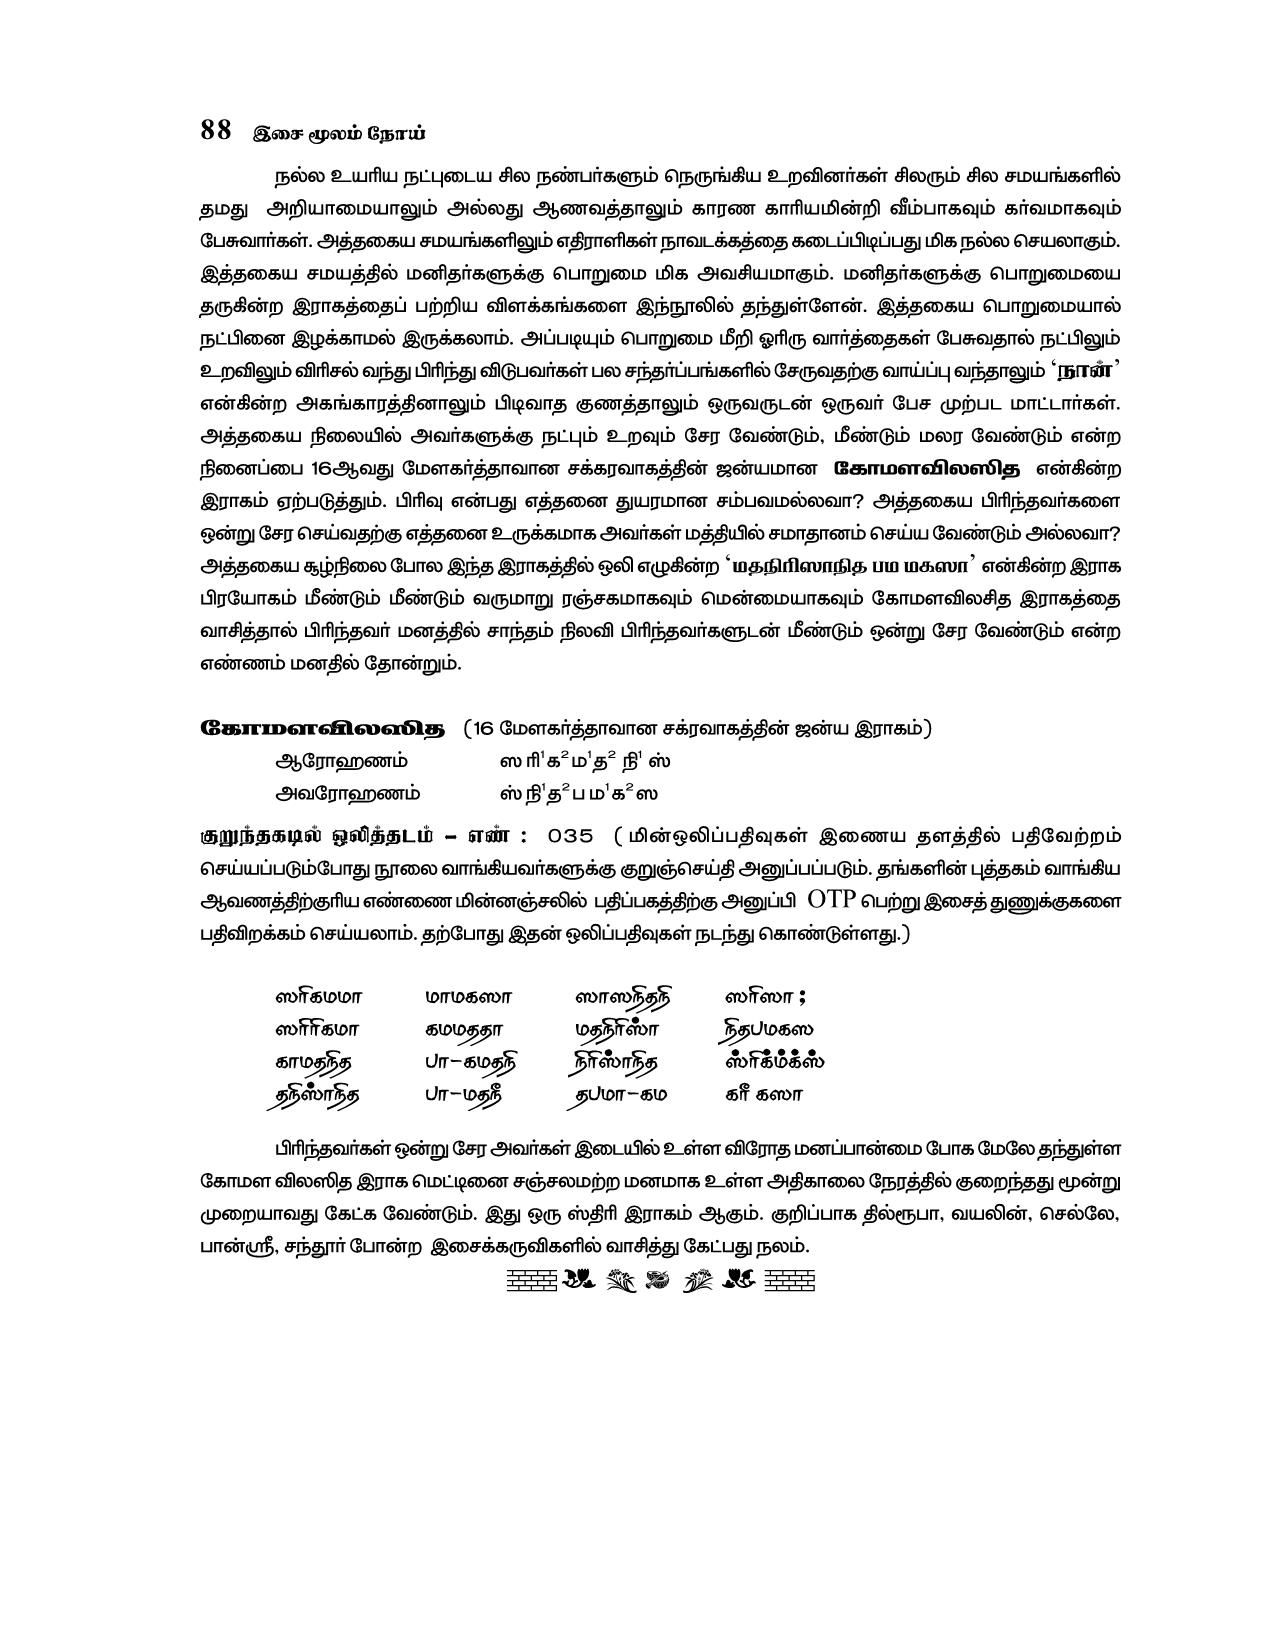 88 இசை மூலம் நோய்
நல்ல உயரிய நட்புடைய சில நண்பர்களும் நெருங்கிய உறவினர்கள் சிலரும் சில சமயங்களில்
தமது அறியாமையாலும் அல்லது ஆணவத்தாலும் காரண காரியமின்றி வீம்பாகவும் கர்வமாகவும்
பேசுவார்கள். அத்தகைய சமயங்களிலும் எதிராளிகள் நாவடக்கத்தை கடைப்பிடிப்பது மிக நல்ல செயலாகும்.
இத்தகைய சமயத்தில் மனிதர்களுக்கு பொறுமை மிக அவசியமாகும். மனிதர்களுக்கு பொறுமையை
தருகின்ற இராகத்தைப் பற்றிய விளக்கங்களை இந்நூலில் தந்துள்ளேன். இத்தகைய பொறுமையால்
நட்பினை இழக்காமல் இருக்கலாம். அப்படியும் பொறுமை மீறி ஓரிரு வார்த்தைகள் பேசுவதால் நட்பிலும்
உறவிலும் விரிசல் வந்து பிரிந்து விடுபவர்கள் பல சந்தர்ப்பங்களில் சேருவதற்கு வாய்ப்பு வந்தாலும் ‘நான்’
என்கின்ற அகங்காரத்தினாலும் பிடிவாத குணத்தாலும் ஒருவருடன் ஒருவர் பேச முற்பட மாட்டார்கள்.
அத்தகைய நிலையில் அவர்களுக்கு நட்பும் உறவும் சேர வேண்டும், மீண்டும் மலர வேண்டும் என்ற
நினைப்பை 16ஆவது மேளகர்த்தாவான சக்கரவாகத்தின் ஜன்யமான கோமளவிலஸித என்கின்ற
இராகம் ஏற்படுத்தும். பிரிவு என்பது எத்தனை துயரமான சம்பவமல்லவா? அத்தகைய பிரிந்தவர்களை
ஒன்று சேர செய்வதற்கு எத்தனை உருக்கமாக அவர்கள் மத்தியில் சமாதானம் செய்ய வேண்டும் அல்லவா?
அத்தகைய சூழ்நிலை போல இந்த இராகத்தில் ஒலி எழுகின்ற ‘மதநிரிஸாநித பம மகஸா’ என்கின்ற இராக
பிரயோகம் மீண்டும் மீண்டும் வருமாறு ரஞ்சகமாகவும் மென்மையாகவும் கோமளவிலசித இராகத்தை
வாசித்தால் பிரிந்தவர் மனத்தில் சாந்தம் நிலவி பிரிந்தவர்களுடன் மீண்டும் ஒன்று சேர வேண்டும் என்ற
எண்ணம் மனதில் தோன்றும்.
கோமளவிலஸித (16 மேளகர்த்தாவான சக்ரவாகத்தின் ஜன்ய இராகம்)
ஆரோஹணம் ஸ ரி¹க²ம¹த² நி¹ ஸ்
அவரோஹணம் ஸ் நி¹த²ப ம¹க²ஸ
குறுந்தகடில் ஒலித்தடம் – எண் : 035 ( மின்ஒலிப்பதிவுகள் இணைய தளத்தில் பதிவேற்றம்
செய்யப்படும்போது நூலை வாங்கியவர்களுக்கு குறுஞ்செய்தி அனுப்பப்படும். தங்களின் புத்தகம் வாங்கிய
ஆவணத்திற்குரிய எண்ணை மின்னஞ்சலில் பதிப்பகத்திற்கு அனுப்பி OTP பெற்று இசைத் துணுக்குகளை
பதிவிறக்கம் செய்யலாம். தற்போது இதன் ஒலிப்பதிவுகள் நடந்து கொண்டுள்ளது.)
ஸரிகமமா மாமகஸா ஸாஸநிதநி ஸரிஸா ;
ஸரிரிகமா கமமததா மதநிரிஸ்ா நிதபமகஸ
காமதநித பா–கமதநி நிரிஸ்ாநித ஸ்ரிக்ம்க்ஸ்
தநிஸ்ாநித பா–மதநீ தபமா–கம கரீ கஸா
பிரிந்தவர்கள் ஒன்று சேர அவர்கள் இடையில் உள்ள விரோத மனப்பான்மை போக மேலே தந்துள்ள
கோமள விலஸித இராக மெட்டினை சஞ்சலமற்ற மனமாக உள்ள அதிகாலை நேரத்தில் குறைந்தது மூன்று
முறையாவது கேட்க வேண்டும். இது ஒரு ஸ்திரி இராகம் ஆகும். குறிப்பாக தில்ரூபா, வயலின், செல்லே,
பான்ஸ்ரீ, சந்தூர் போன்ற இசைக்கருவிகளில் வாசித்து கேட்பது நலம்.